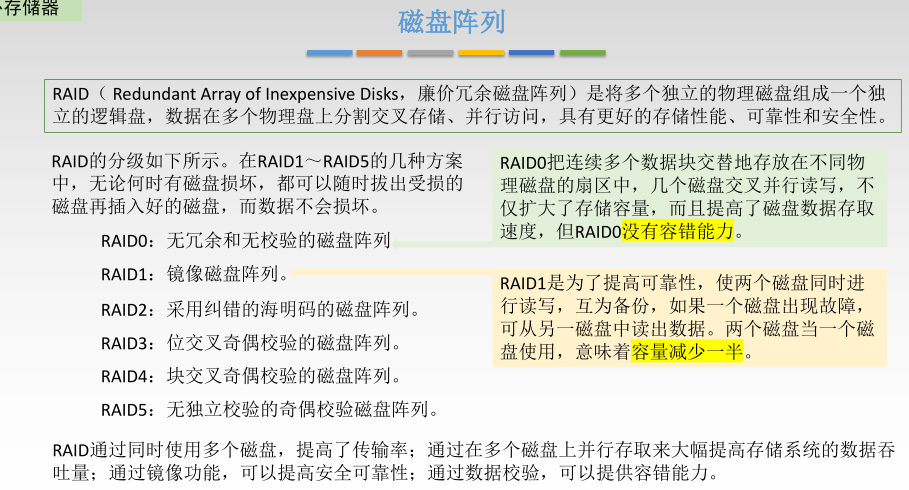 存储器
磁盘阵列
RAID（ Redundant Array of Inexpensive Disks，廉价冗余磁盘阵列）是将多个独立的物理磁盘组成一个独
立的逻辑盘，数据在多个物理盘上分割交叉存储、并行访问，具有更好的存储性能、可靠性和安全性。
RAID的分级如下所示。在RAID1～RAID5的几种方案
中，无论何时有磁盘损坏，都可以随时拔出受损的
磁盘再插入好的磁盘，而数据不会损坏。
RAID0：无冗余和无校验的磁盘阵列
RAID1：镜像磁盘阵列。
RAID2：采用纠错的海明码的磁盘阵列。
RAID3：位交叉奇偶校验的磁盘阵列。
RAID4：块交叉奇偶校验的磁盘阵列。
RAID5：无独立校验的奇偶校验磁盘阵列。
RAID0把连续多个数据块交替地存放在不同物
理磁盘的扇区中，几个磁盘交叉并行读写，不
仅扩大了存储容量，而且提高了磁盘数据存取
速度，但RAID0没有容错能力。
RAID1是为了提高可靠性，使两个磁盘同时进
行读写，互为备份，如果一个磁盘出现故障，
可从另一磁盘中读出数据。两个磁盘当一个磁
盘使用，意味着容量减少一半。
RAID通过同时使用多个磁盘，提高了传输率；通过在多个磁盘上并行存取来大幅提高存储系统的数据吞
吐量；通过镜像功能，可以提高安全可靠性；通过数据校验，可以提供容错能力。